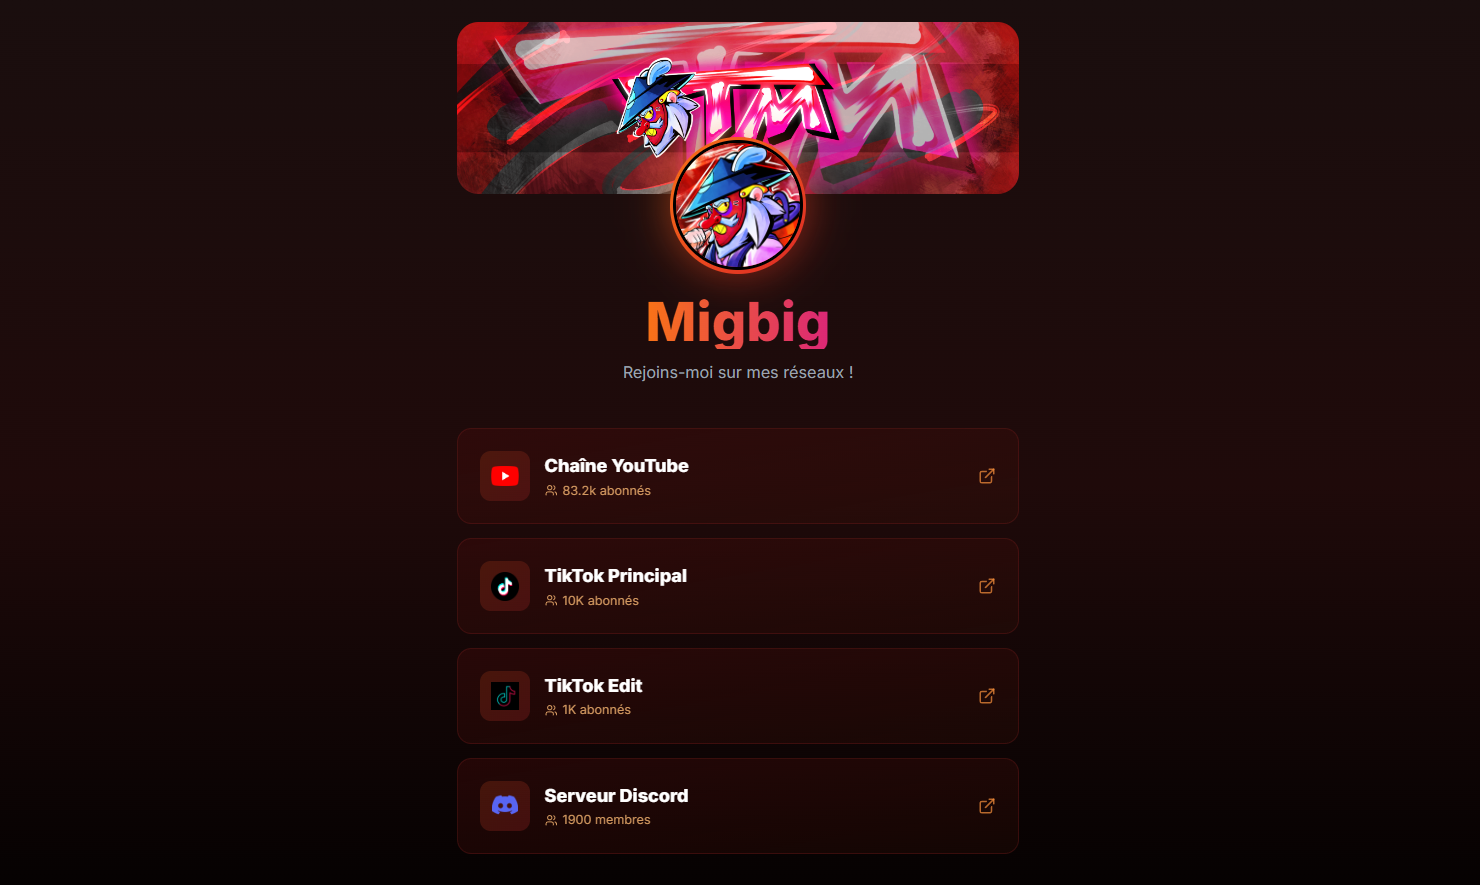 TM
Migbig
Rejoins-moi sur mes réseaux !
Chaîne YouTube
83.2k abonnés
TikTok Principal
10K abonnés
TikTok Edit
1K abonnés
Serveur Discord
1900 membres